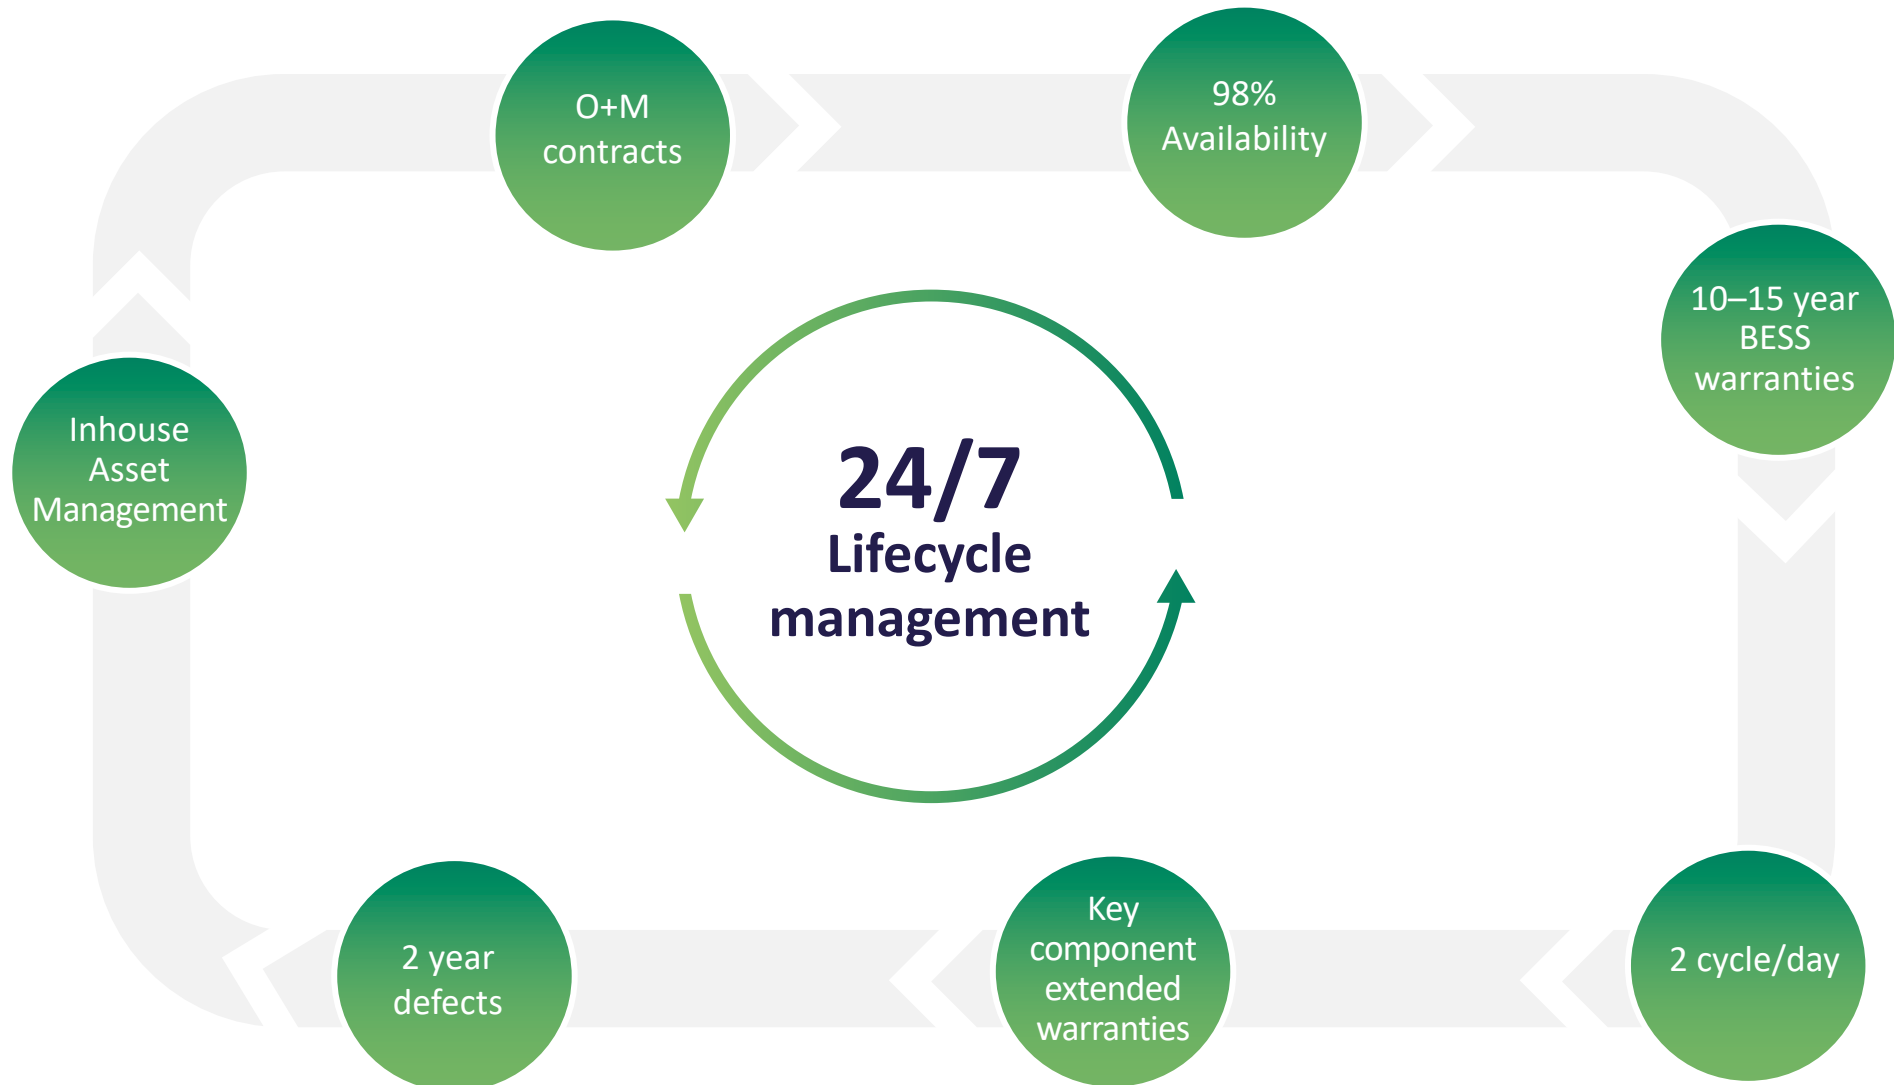 O+M
contracts
98%
Availability
10–15 year
BESS
warranties
Inhouse
Asset
Management
24/7
Lifecycle
management
2 year
defects
Key
component
extended
warranties
2 cycle/day